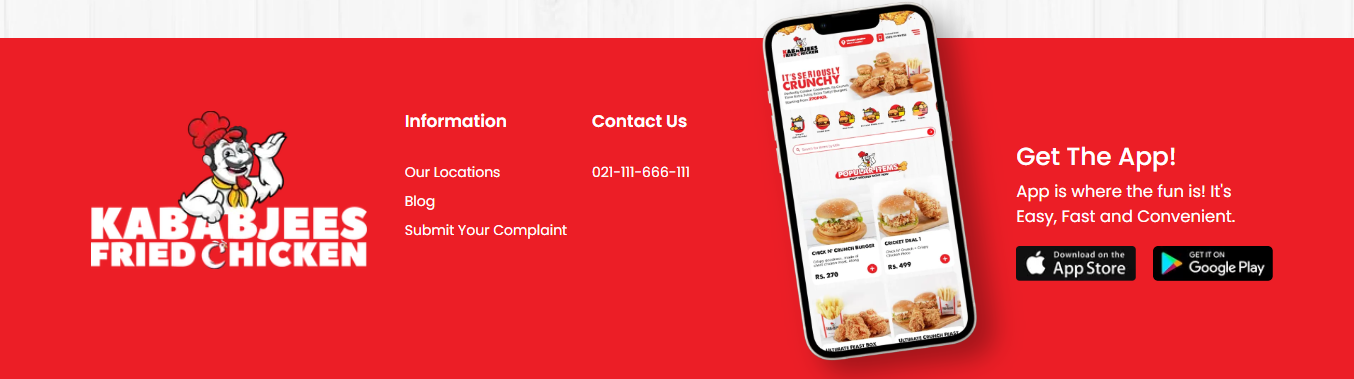 KABABJEES
FRIED CHICKEN
Information
Our Locations
Blog
Submit Your Complaint
Contact Us
021-111-666-111
KABABJEES
FRIED CHICKEN
IT'S SERIOUSLY
CRUNCHY
POPULAR ITEMS
CHICK N' CRUNCH BURGER
RS. 270
CRICKET DEAL 1
RS. 499
ULTIMATE FEAST BOX
ULTIMATE CRUNCH FEAST
Get The App!
App is where the fun is! It's
Easy, Fast and Convenient.
Download on the
App Store
GET IT ON
Google Play